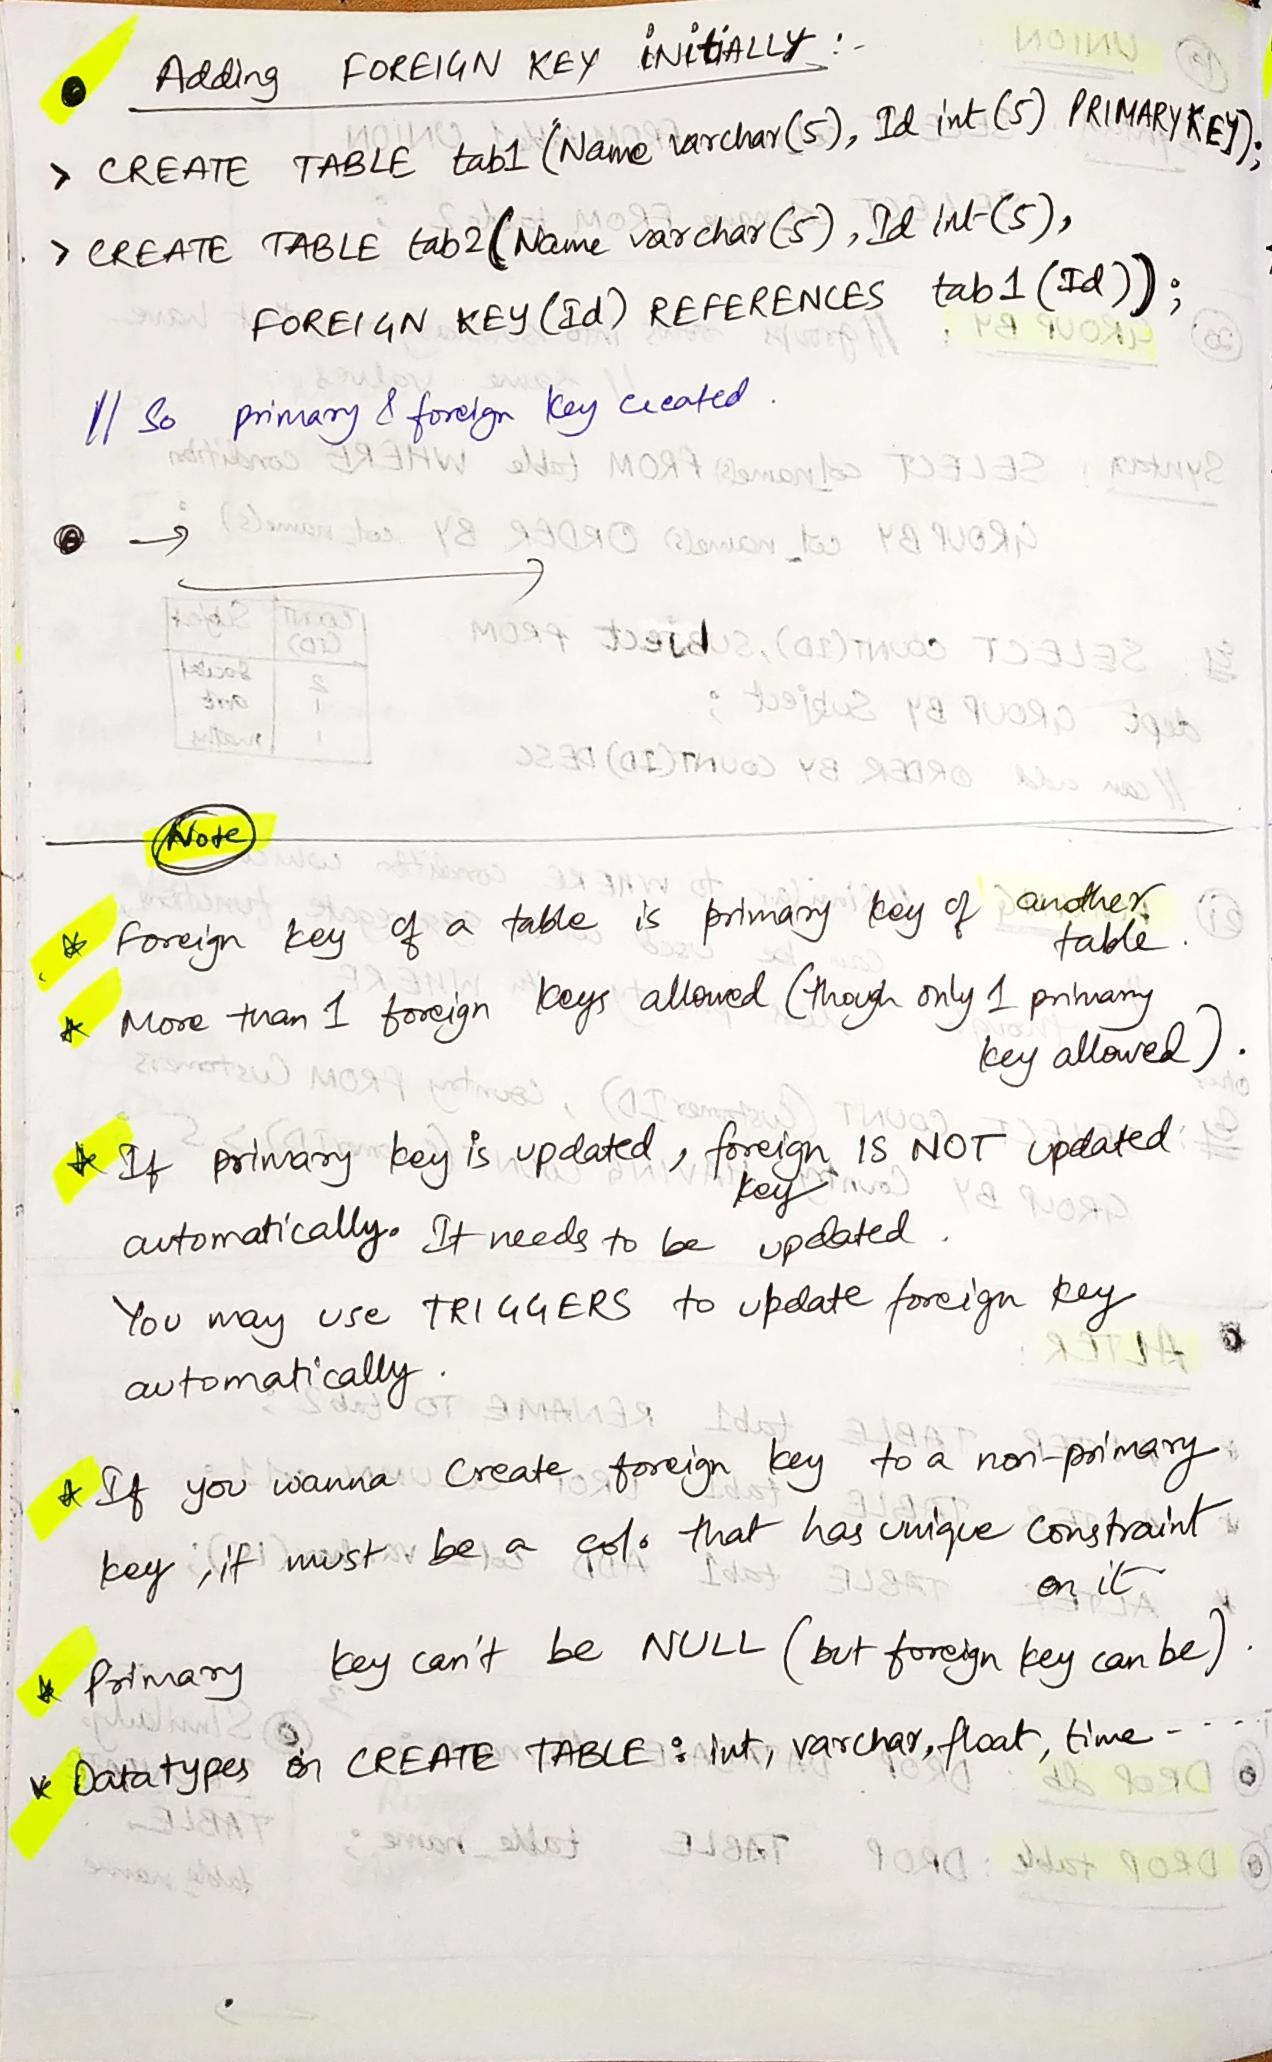 Adding FOREIGN KEY INitiALLY :-
> CREATE TABLE tab1 (Name varchar(5), Id int (5) PRIMARY KEY);
> CREATE TABLE tab2 (Name varchar(5), Id int (5),
FOREIGN KEY (Id) REFERENCES tab1 (Id));
// So primary & foreign key created.
Note
* Foreign key of a table is primary key of another
table.
* More than 1 foreign keys allowed (though only 1 primary
key allowed).
* If primary key is updated, foreign IS NOT updated
key
automatically. It needs to be updated.
You may use TRIGGERS to update foreign key
automatically.
* If you wanna create foreign key to a non-primary
key, it must be a col. that has unique constraint
on it
* Primary key can't be NULL (but foreign key can be).
* Datatypes in CREATE TABLE : int, varchar, float, time ----